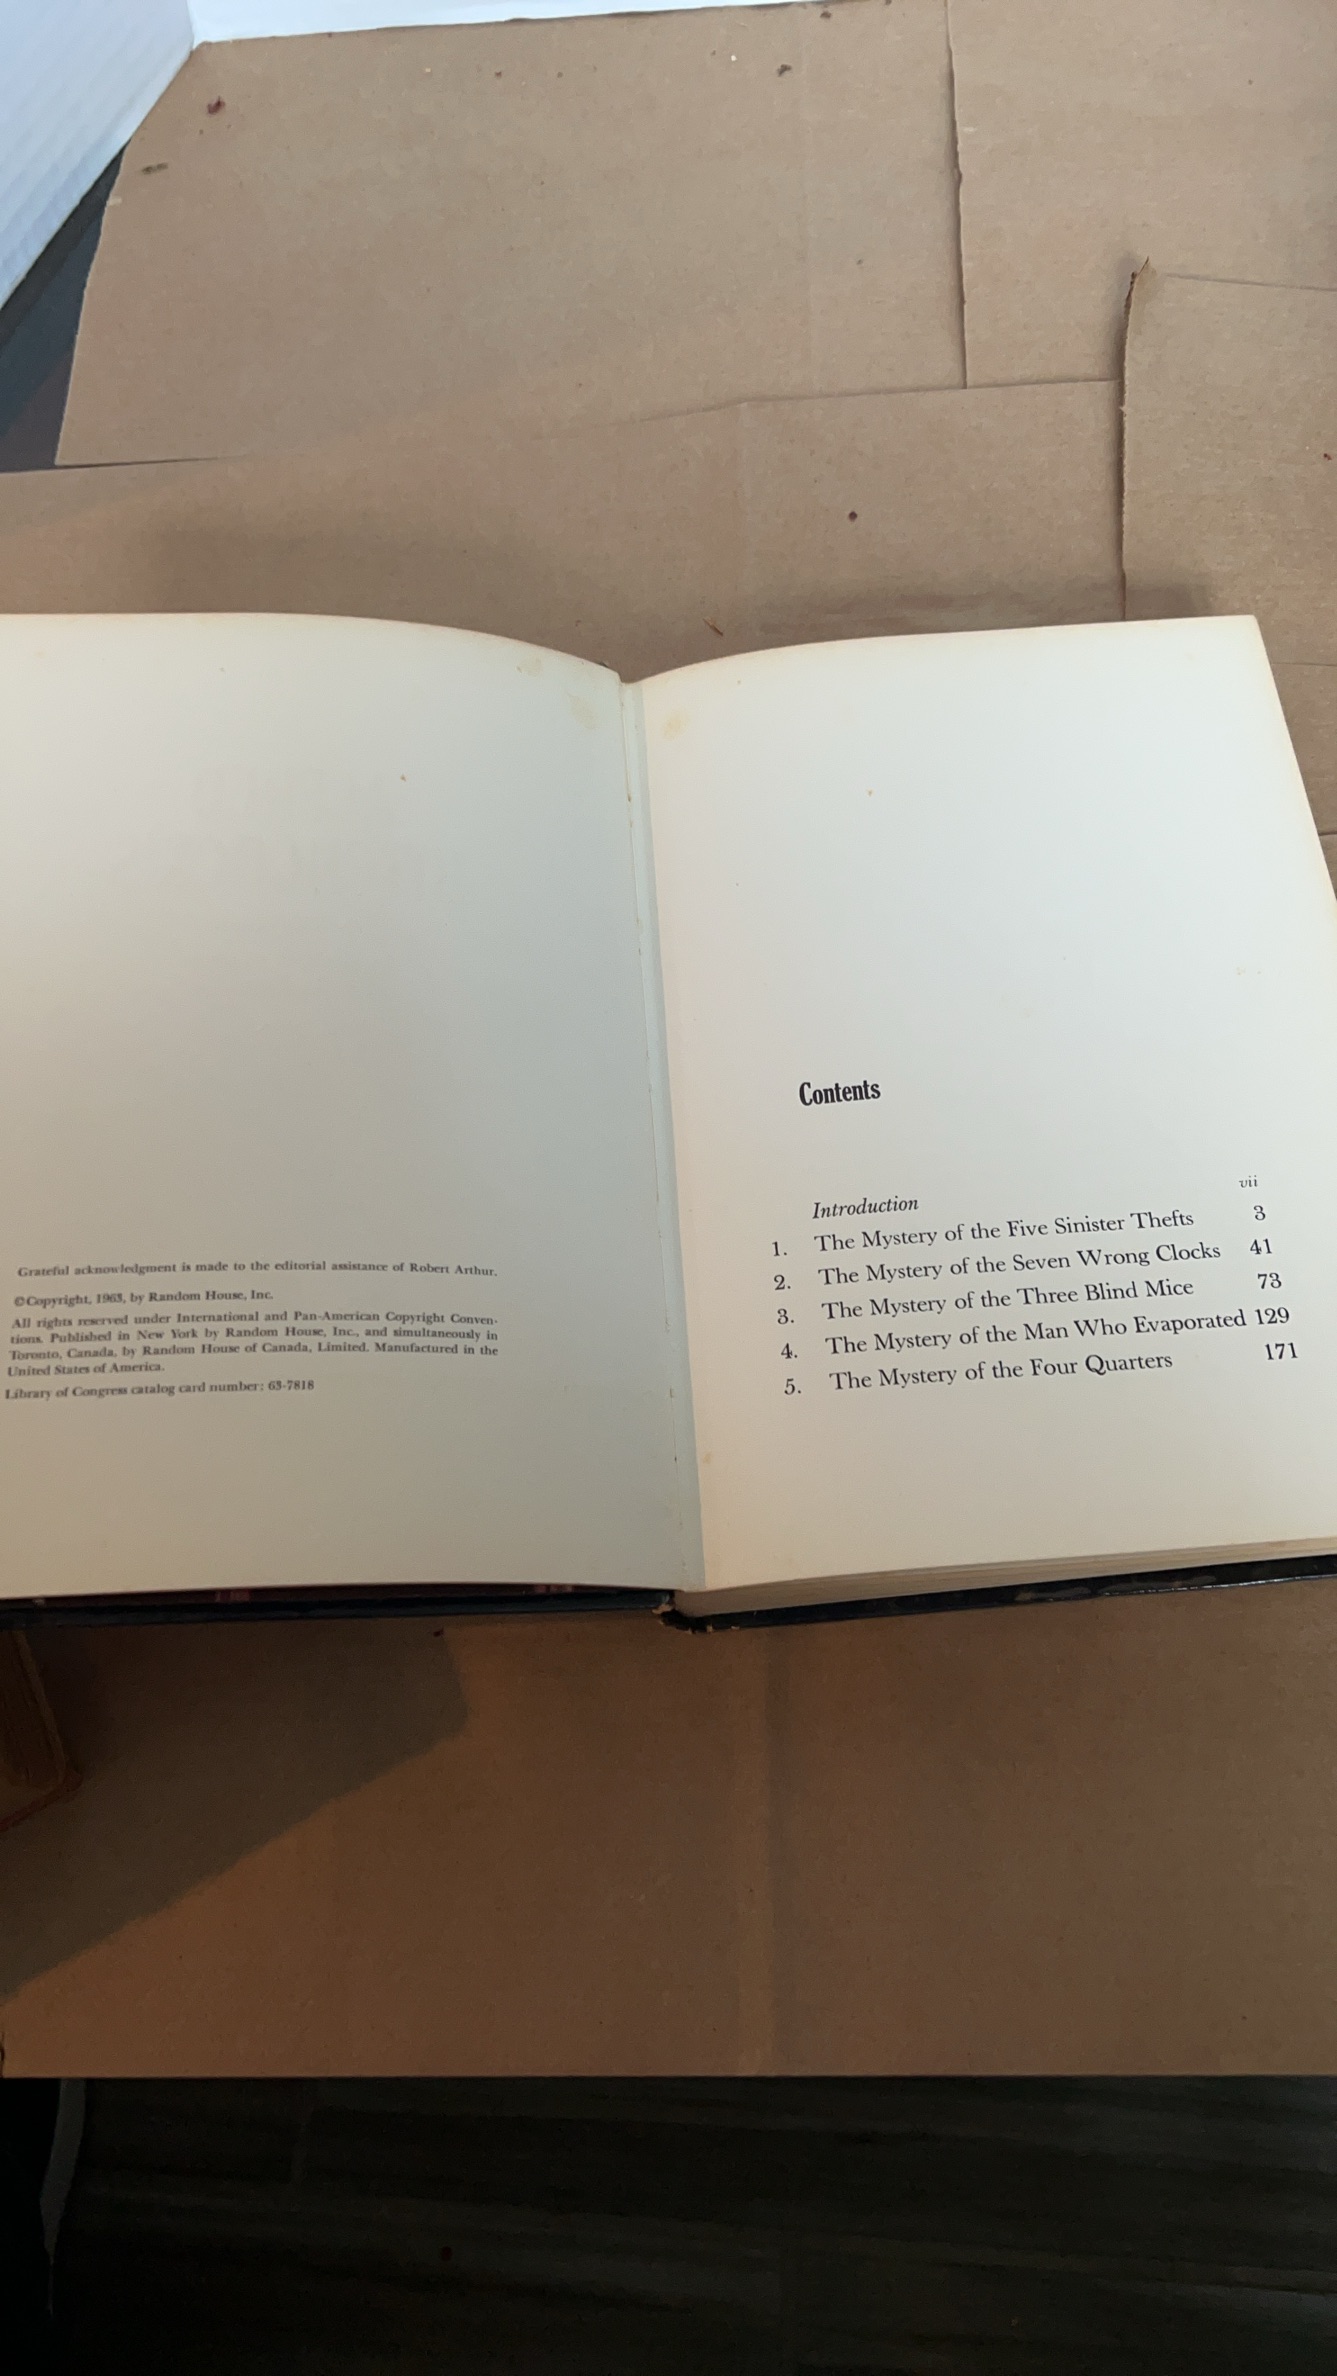 Grateful acknowledgment is made to the editorial assistance of Robert Arthur.
©Copyright, 1963, by Random House, Inc.
All rights reserved under International and Pan-American Copyright Conven-
tions. Published in New York by Random House, Inc., and simultaneously in
Toronto, Canada, by Random House of Canada, Limited. Manufactured in the
United States of America.
Library of Congress catalog card number: 63-7818
Contents
Introduction vii
1. The Mystery of the Five Sinister Thefts 3
2. The Mystery of the Seven Wrong Clocks 41
3. The Mystery of the Three Blind Mice 73
4. The Mystery of the Man Who Evaporated 129
5. The Mystery of the Four Quarters 171